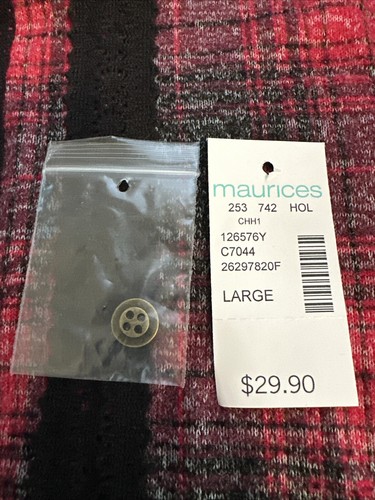 maurices
253 742 HOL
CHH1
126576Y
C7044
26297820F
LARGE
$29.90